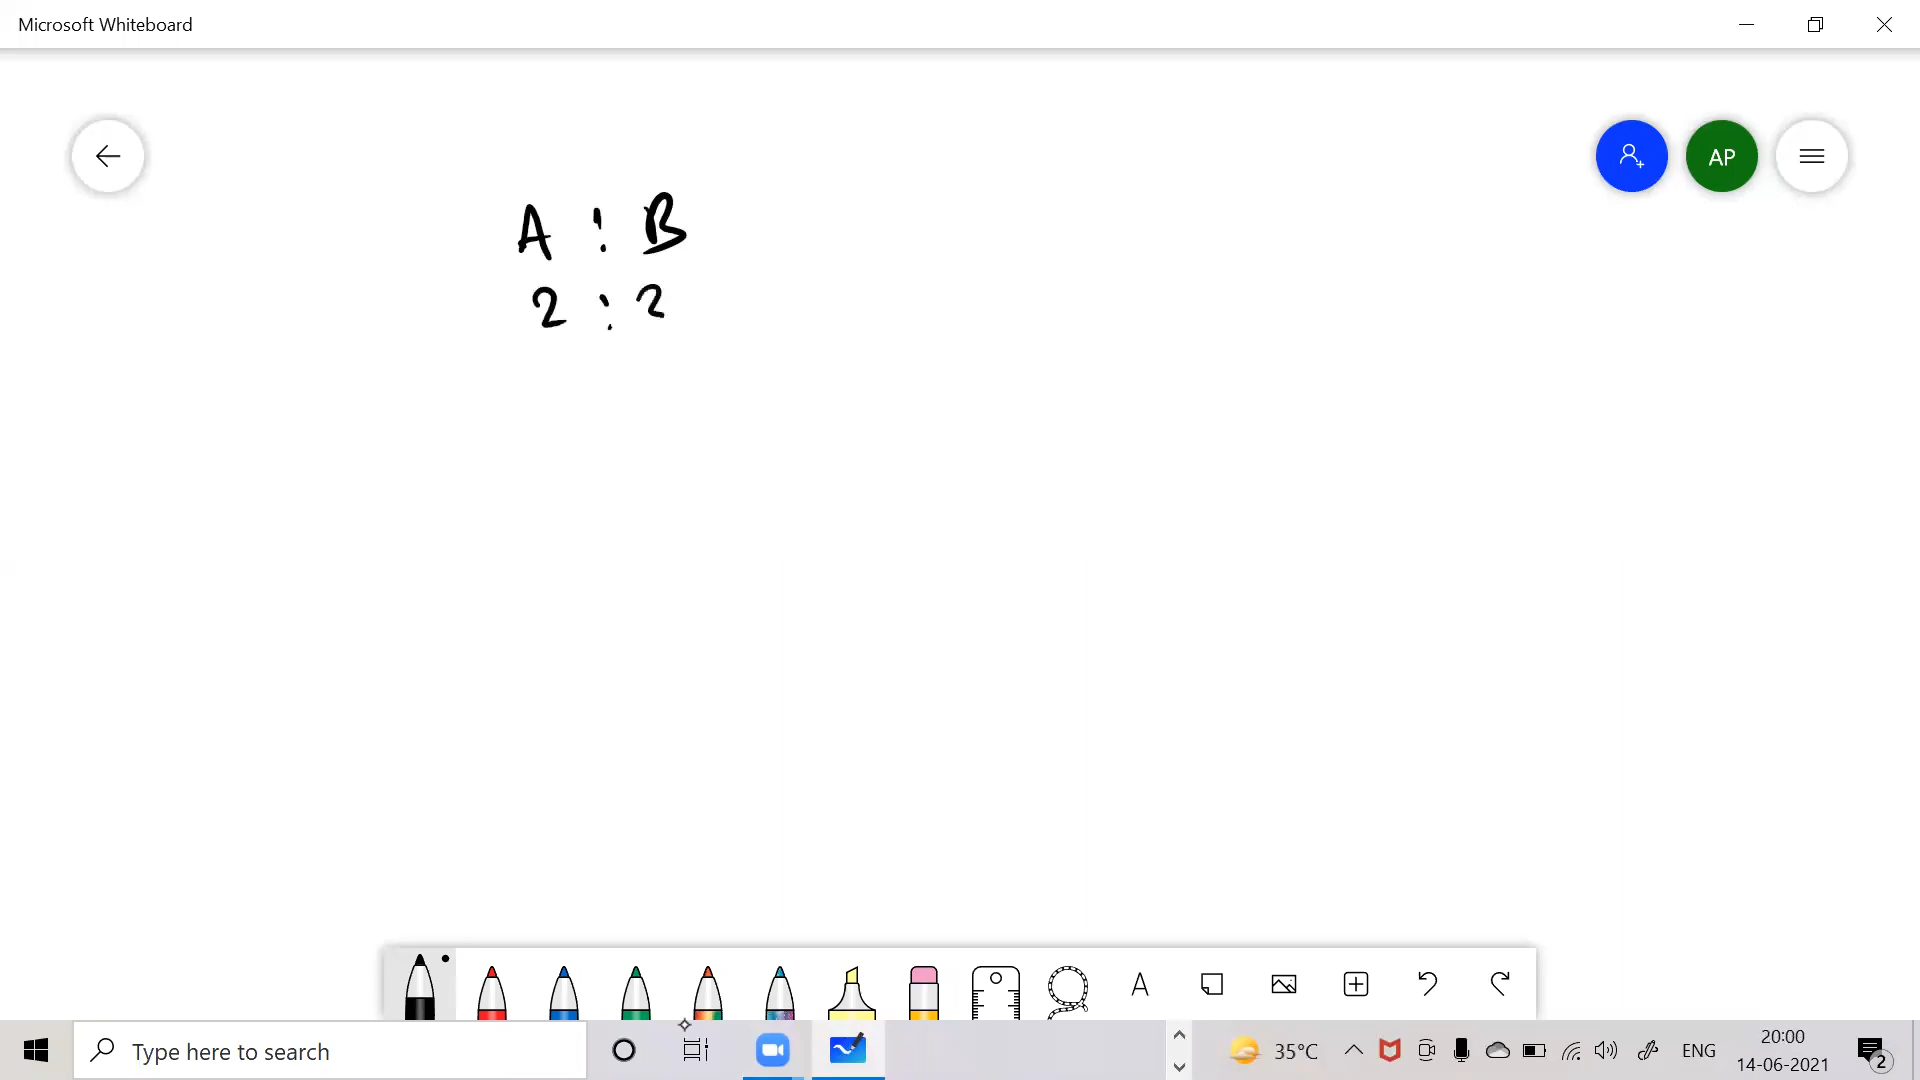 Microsoft Whiteboard
AP
A : B
2 : 2
A
Type here to search
35°C
ENG
20:00
14-06-2021
2